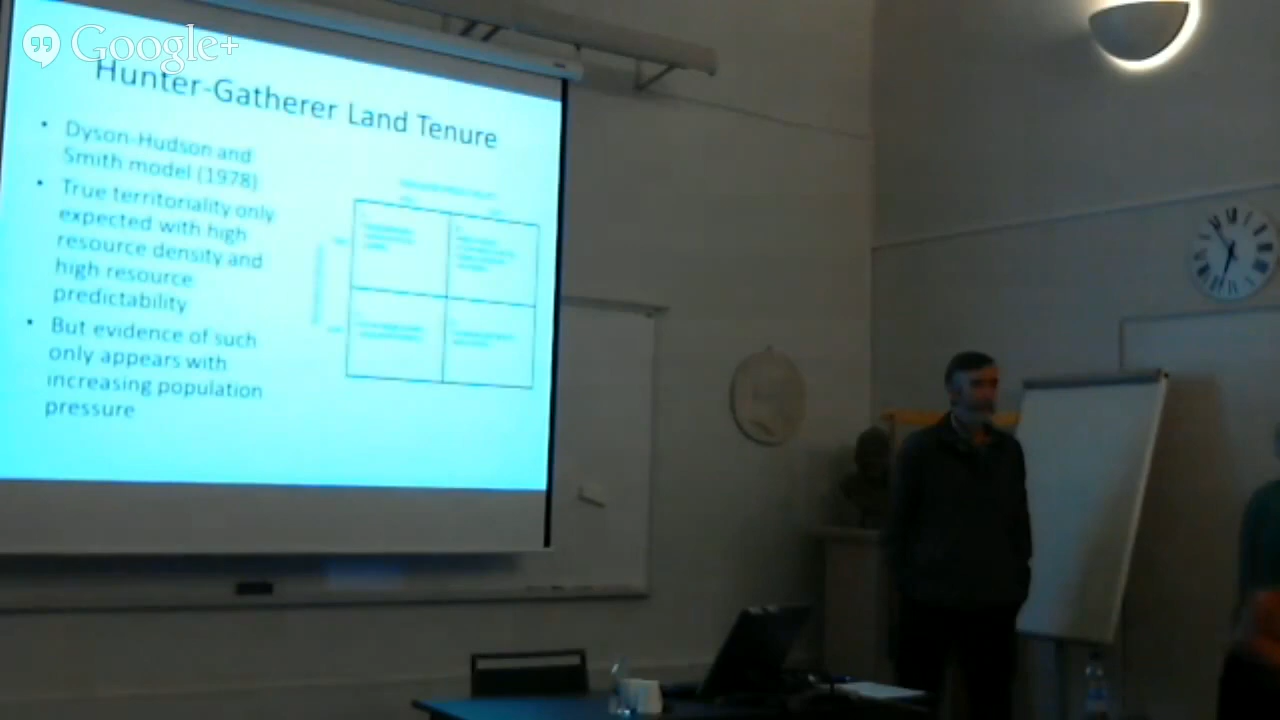 Google+
Hunter-Gatherer Land Tenure
• Dyson-Hudson and
Smith model (1978)
• True territoriality only
expected with high
resource density and
high resource
predictability
• But evidence of such
only appears with
increasing population
pressure